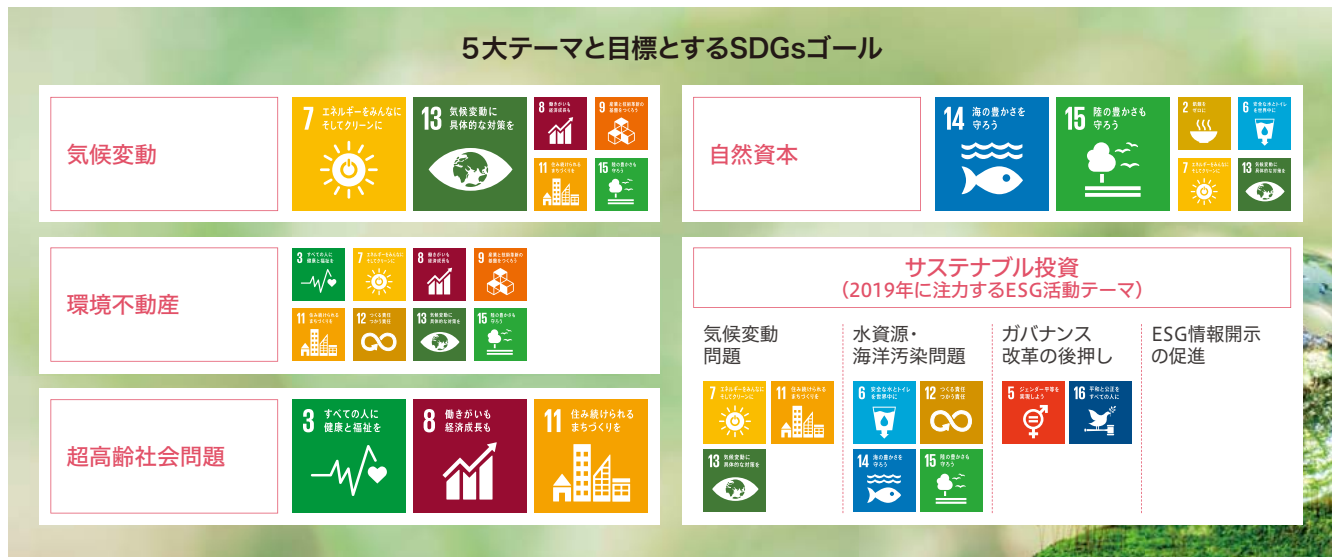 5大テーマと目標とするSDGsゴール
気候変動
7 エネルギーをみんなに
そしてクリーンに
13 気候変動に
具体的な対策を
8 働きがいも
経済成長も
9 産業と技術革新の
基盤をつくろう
11 住み続けられる
まちづくりを
15 陸の豊かさも
守ろう
環境不動産
3 すべての人に
健康と福祉を
7 エネルギーをみんなに
そしてクリーンに
8 働きがいも
経済成長も
9 産業と技術革新の
基盤をつくろう
11 住み続けられる
まちづくりを
12 つくる責任
つかう責任
13 気候変動に
具体的な対策を
15 陸の豊かさも
守ろう
超高齢社会問題
3 すべての人に
健康と福祉を
8 働きがいも
経済成長も
11 住み続けられる
まちづくりを
自然資本
14 海の豊かさを
守ろう
15 陸の豊かさも
守ろう
2 飢餓を
ゼロに
6 安全な水とトイレ
を世界中に
7 エネルギーをみんなに
そしてクリーンに
13 気候変動に
具体的な対策を
サステナブル投資
（2019年に注力するESG活動テーマ）
気候変動
問題
7 エネルギーをみんなに
そしてクリーンに
11 住み続けられる
まちづくりを
13 気候変動に
具体的な対策を
水資源・
海洋汚染問題
6 安全な水とトイレ
を世界中に
12 つくる責任
つかう責任
14 海の豊かさを
守ろう
15 陸の豊かさも
守ろう
ガバナンス
改革の後押し
5 ジェンダー平等を
実現しよう
16 平和と公正を
すべての人に
ESG情報開示
の促進